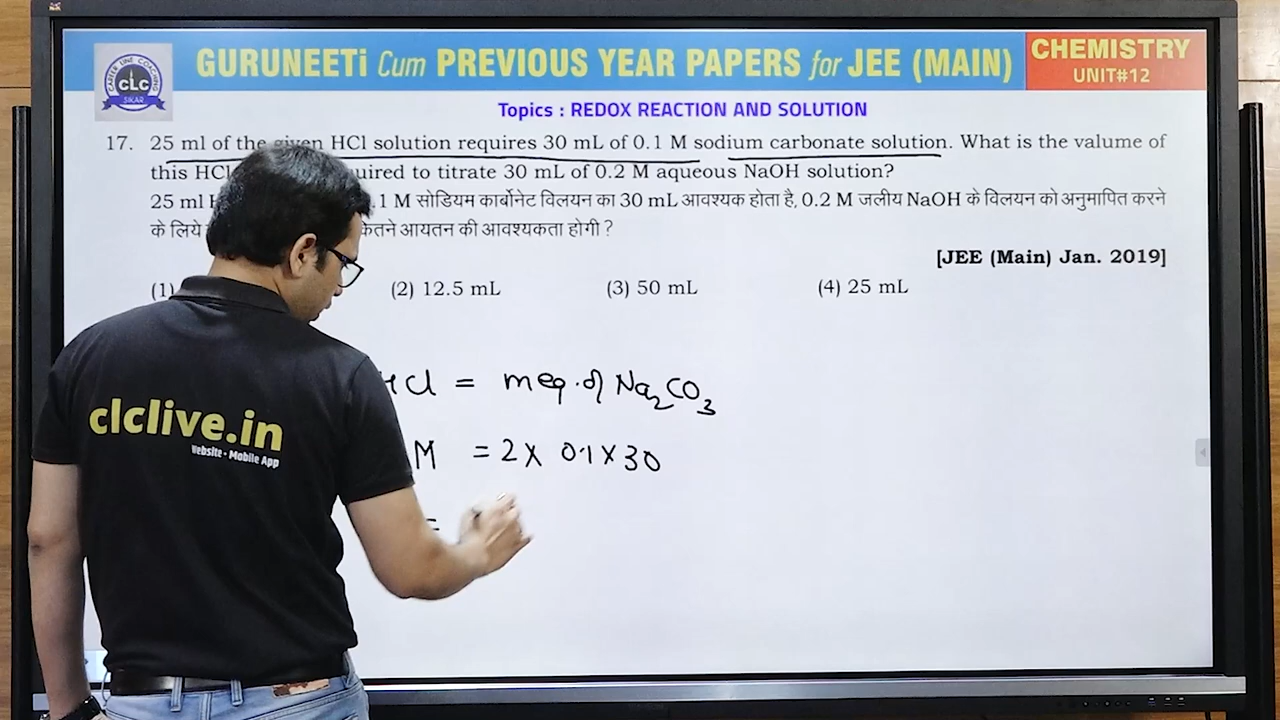 GURUNEETi Cum PREVIOUS YEAR PAPERS for JEE (MAIN)
CHEMISTRY
UNIT#12
CAREER LINE COACHING
CLC
SIKAR
Topics : REDOX REACTION AND SOLUTION
17. 25 ml of the given HCl solution requires 30 mL of 0.1 M sodium carbonate solution. What is the valume of
this HCl to titrate 30 mL of 0.2 M aqueous NaOH solution?
25 ml .1 M सोडियम कार्बोनेट विलयन का 30 mL आवश्यक होता है, 0.2 M जलीय NaOH के विलयन को अनुमापित करने
के लिये आयतन की आवश्यकता होगी ?
[JEE (Main) Jan. 2019]
(1) (2) 12.5 mL (3) 50 mL (4) 25 mL
HCl = meq. of Na2CO3
M = 2 X 0.1 X 30
=
clclive.in
Website • Mobile App